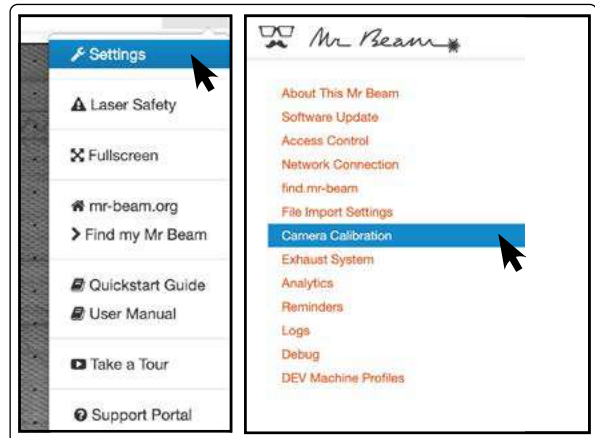 Settings
Laser Safety
Fullscreen
mr-beam.org
Find my Mr Beam
Quickstart Guide
User Manual
Take a Tour
Support Portal
Mr Beam
About This Mr Beam
Software Update
Access Control
Network Connection
find.mr-beam
File Import Settings
Camera Calibration
Exhaust System
Analytics
Reminders
Logs
Debug
DEV Machine Profiles